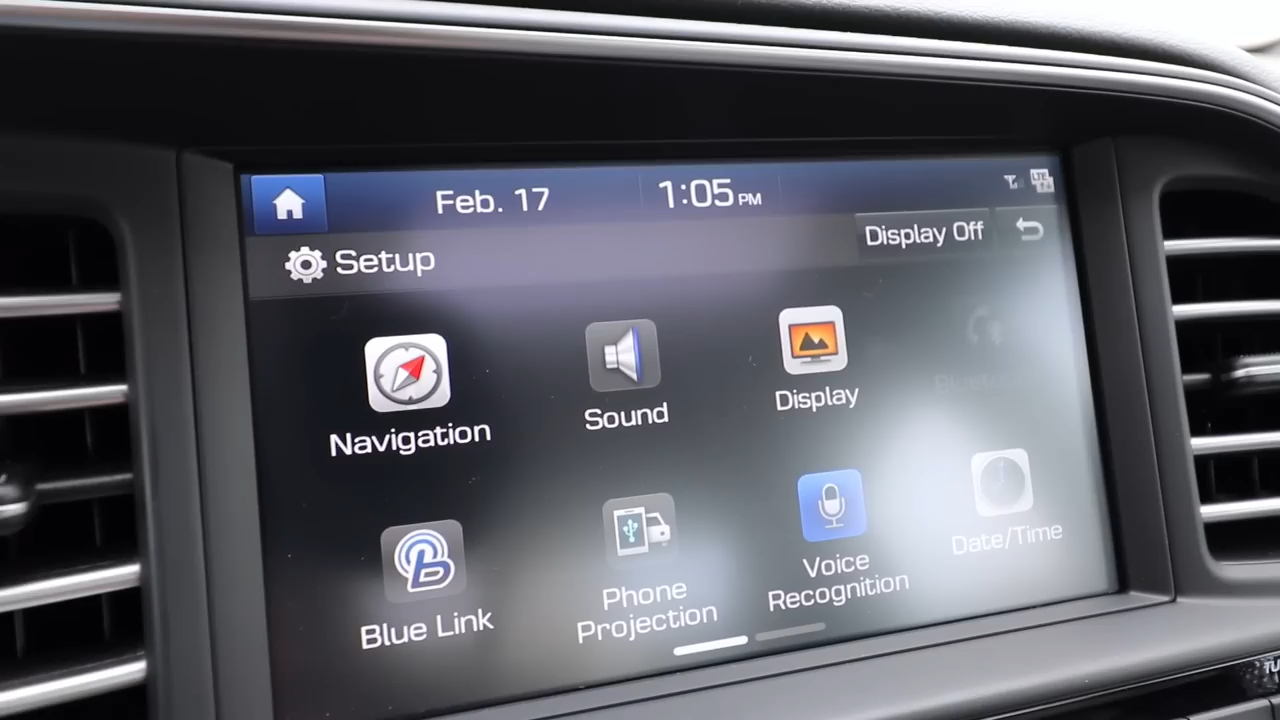 Feb. 17
1:05 PM
LTE
Setup
Display Off
Navigation
Sound
Display
Blue Link
Phone
Projection
Voice
Recognition
Date/Time